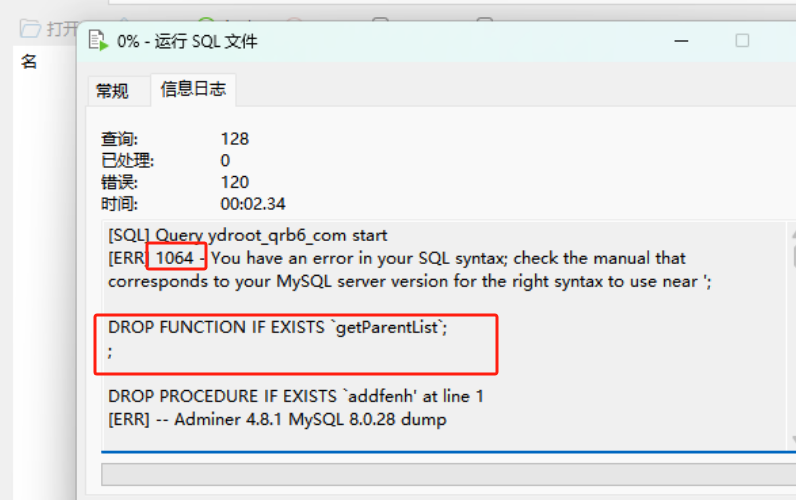 打开
名
0% - 运行 SQL 文件
常规
信息日志
查询: 128
已处理: 0
错误: 120
时间: 00:02.34
[SQL] Query ydroot_qrb6_com start
[ERR] 1064 - You have an error in your SQL syntax; check the manual that
corresponds to your MySQL server version for the right syntax to use near ';
DROP FUNCTION IF EXISTS `getParentList`;
;
DROP PROCEDURE IF EXISTS `addfenh' at line 1
[ERR] -- Adminer 4.8.1 MySQL 8.0.28 dump